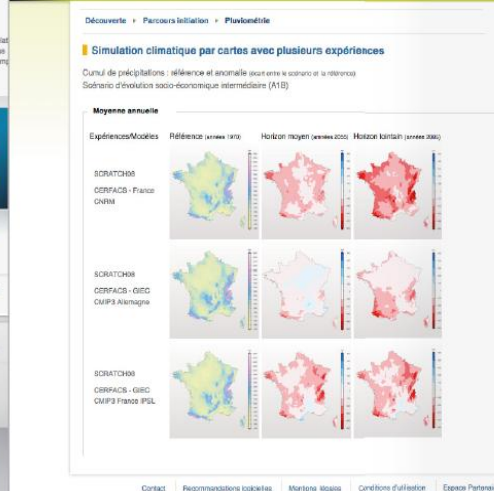 Découverte › Parcours initiation › Pluviométrie
Simulation climatique par cartes avec plusieurs expériences
Cumul de précipitations : référence et anomalie (écart entre le scénario et la référence)
Scénario d'évolution socio-économique intermédiaire (A1B)
Moyenne annuelle
Expériences/Modèles Référence (années 1970) Horizon moyen (années 2055) Horizon lointain (années 2085)
SCRATCH08
CERFACS - France
CNRM
SCRATCH08
CERFACS - GIEC
CMIP3 Allemagne
SCRATCH08
CERFACS - GIEC
CMIP3 France IPSL
Contact Recommandations logicielles Mentions légales Conditions d'utilisation Espace Partenai